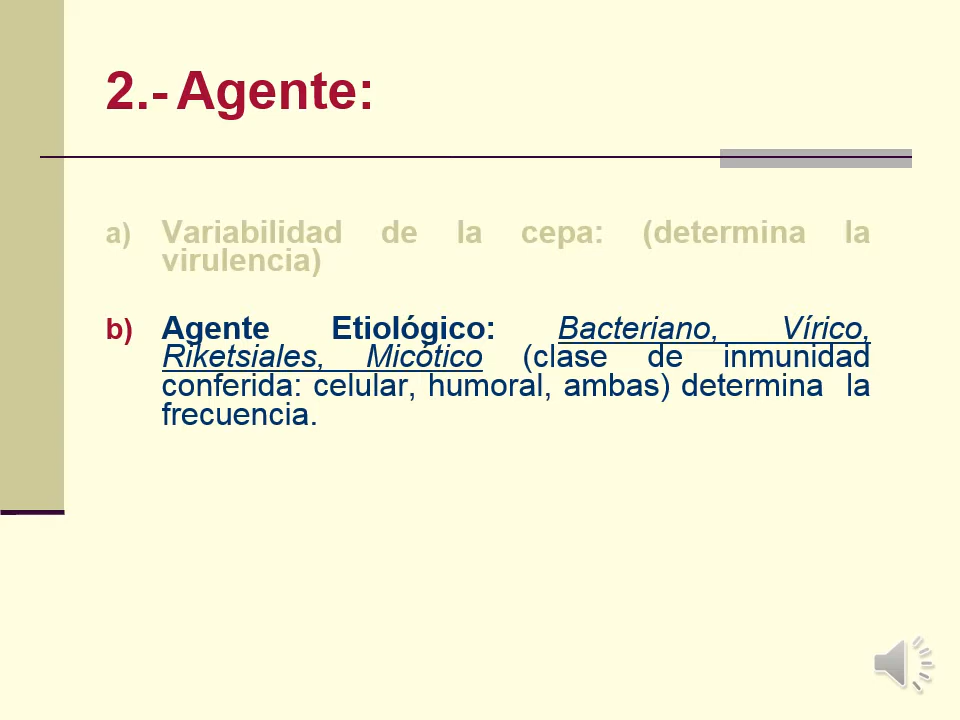 2.- Agente:
a) Variabilidad de la cepa: (determina la
virulencia)
b) Agente Etiológico: Bacteriano, Vírico,
Riketsiales, Micótico (clase de inmunidad
conferida: celular, humoral, ambas) determina la
frecuencia.